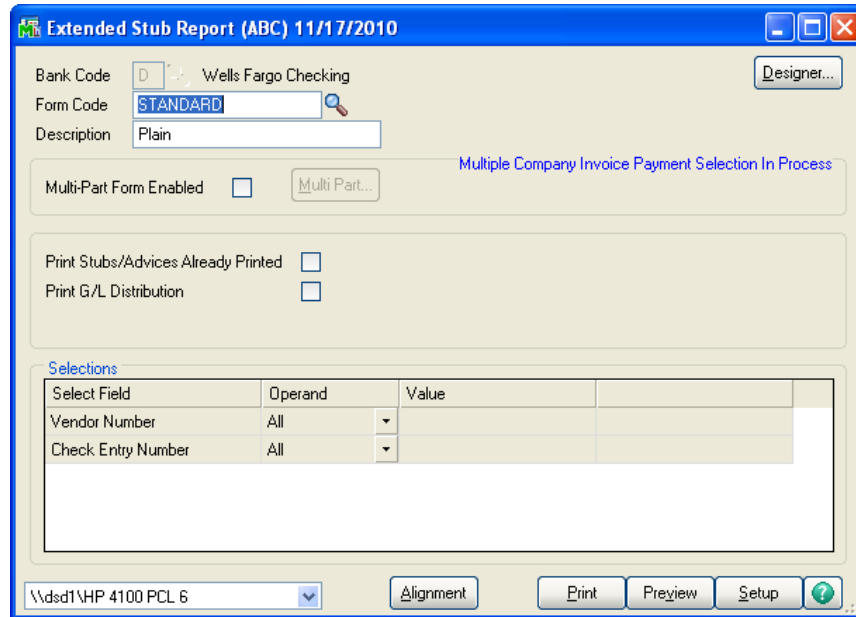 Extended Stub Report (ABC) 11/17/2010
Bank Code D Wells Fargo Checking Designer...
Form Code STANDARD
Description Plain
Multiple Company Invoice Payment Selection In Process
Multi-Part Form Enabled Multi Part...
Print Stubs/Advices Already Printed
Print G/L Distribution
Selections
Select Field Operand Value
Vendor Number All
Check Entry Number All
\\dsd1\HP 4100 PCL 6 Alignment Print Preview Setup ?